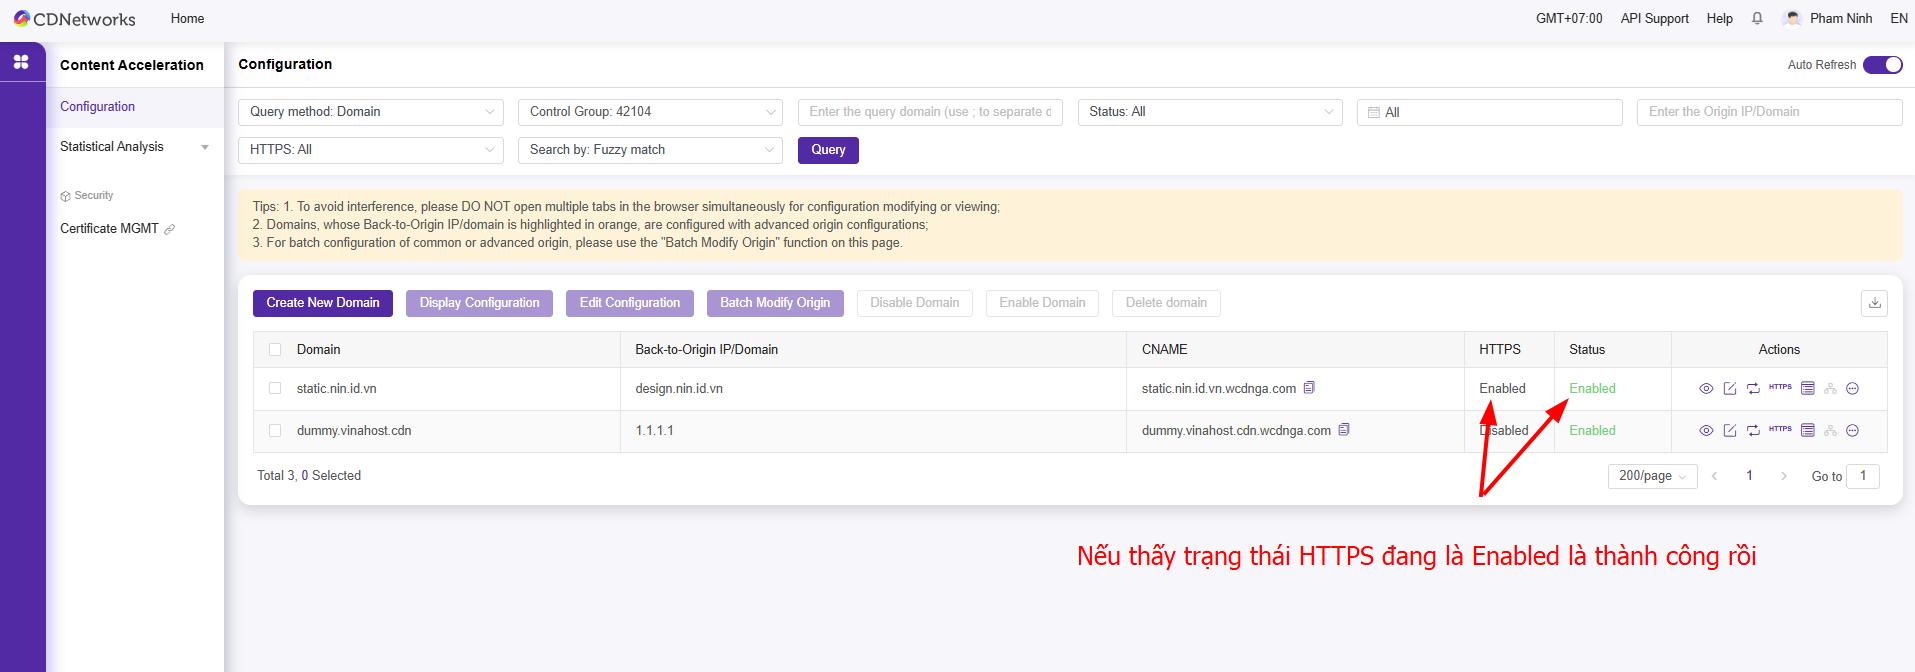 CDNetworks
Home
GMT+07:00
API Support
Help
Pham Ninh
EN
Content Acceleration
Configuration
Statistical Analysis
Security
Certificate MGMT
Configuration
Auto Refresh
Query method: Domain
Control Group: 42104
Enter the query domain (use ; to separate d
Status: All
All
Enter the Origin IP/Domain
HTTPS: All
Search by: Fuzzy match
Query
Tips: 1. To avoid interference, please DO NOT open multiple tabs in the browser simultaneously for configuration modifying or viewing;
2. Domains, whose Back-to-Origin IP/domain is highlighted in orange, are configured with advanced origin configurations;
3. For batch configuration of common or advanced origin, please use the "Batch Modify Origin" function on this page.
Create New Domain
Display Configuration
Edit Configuration
Batch Modify Origin
Disable Domain
Enable Domain
Delete domain
Domain Back-to-Origin IP/Domain CNAME HTTPS Status Actions
static.nin.id.vn design.nin.id.vn static.nin.id.vn.wcdnga.com Enabled Enabled HTTPS
dummy.vinahost.cdn 1.1.1.1 dummy.vinahost.cdn.wcdnga.com Disabled Enabled HTTPS
Total 3, 0 Selected
200/page
1
Go to 1
Nếu thấy trạng thái HTTPS đang là Enabled là thành công rồi